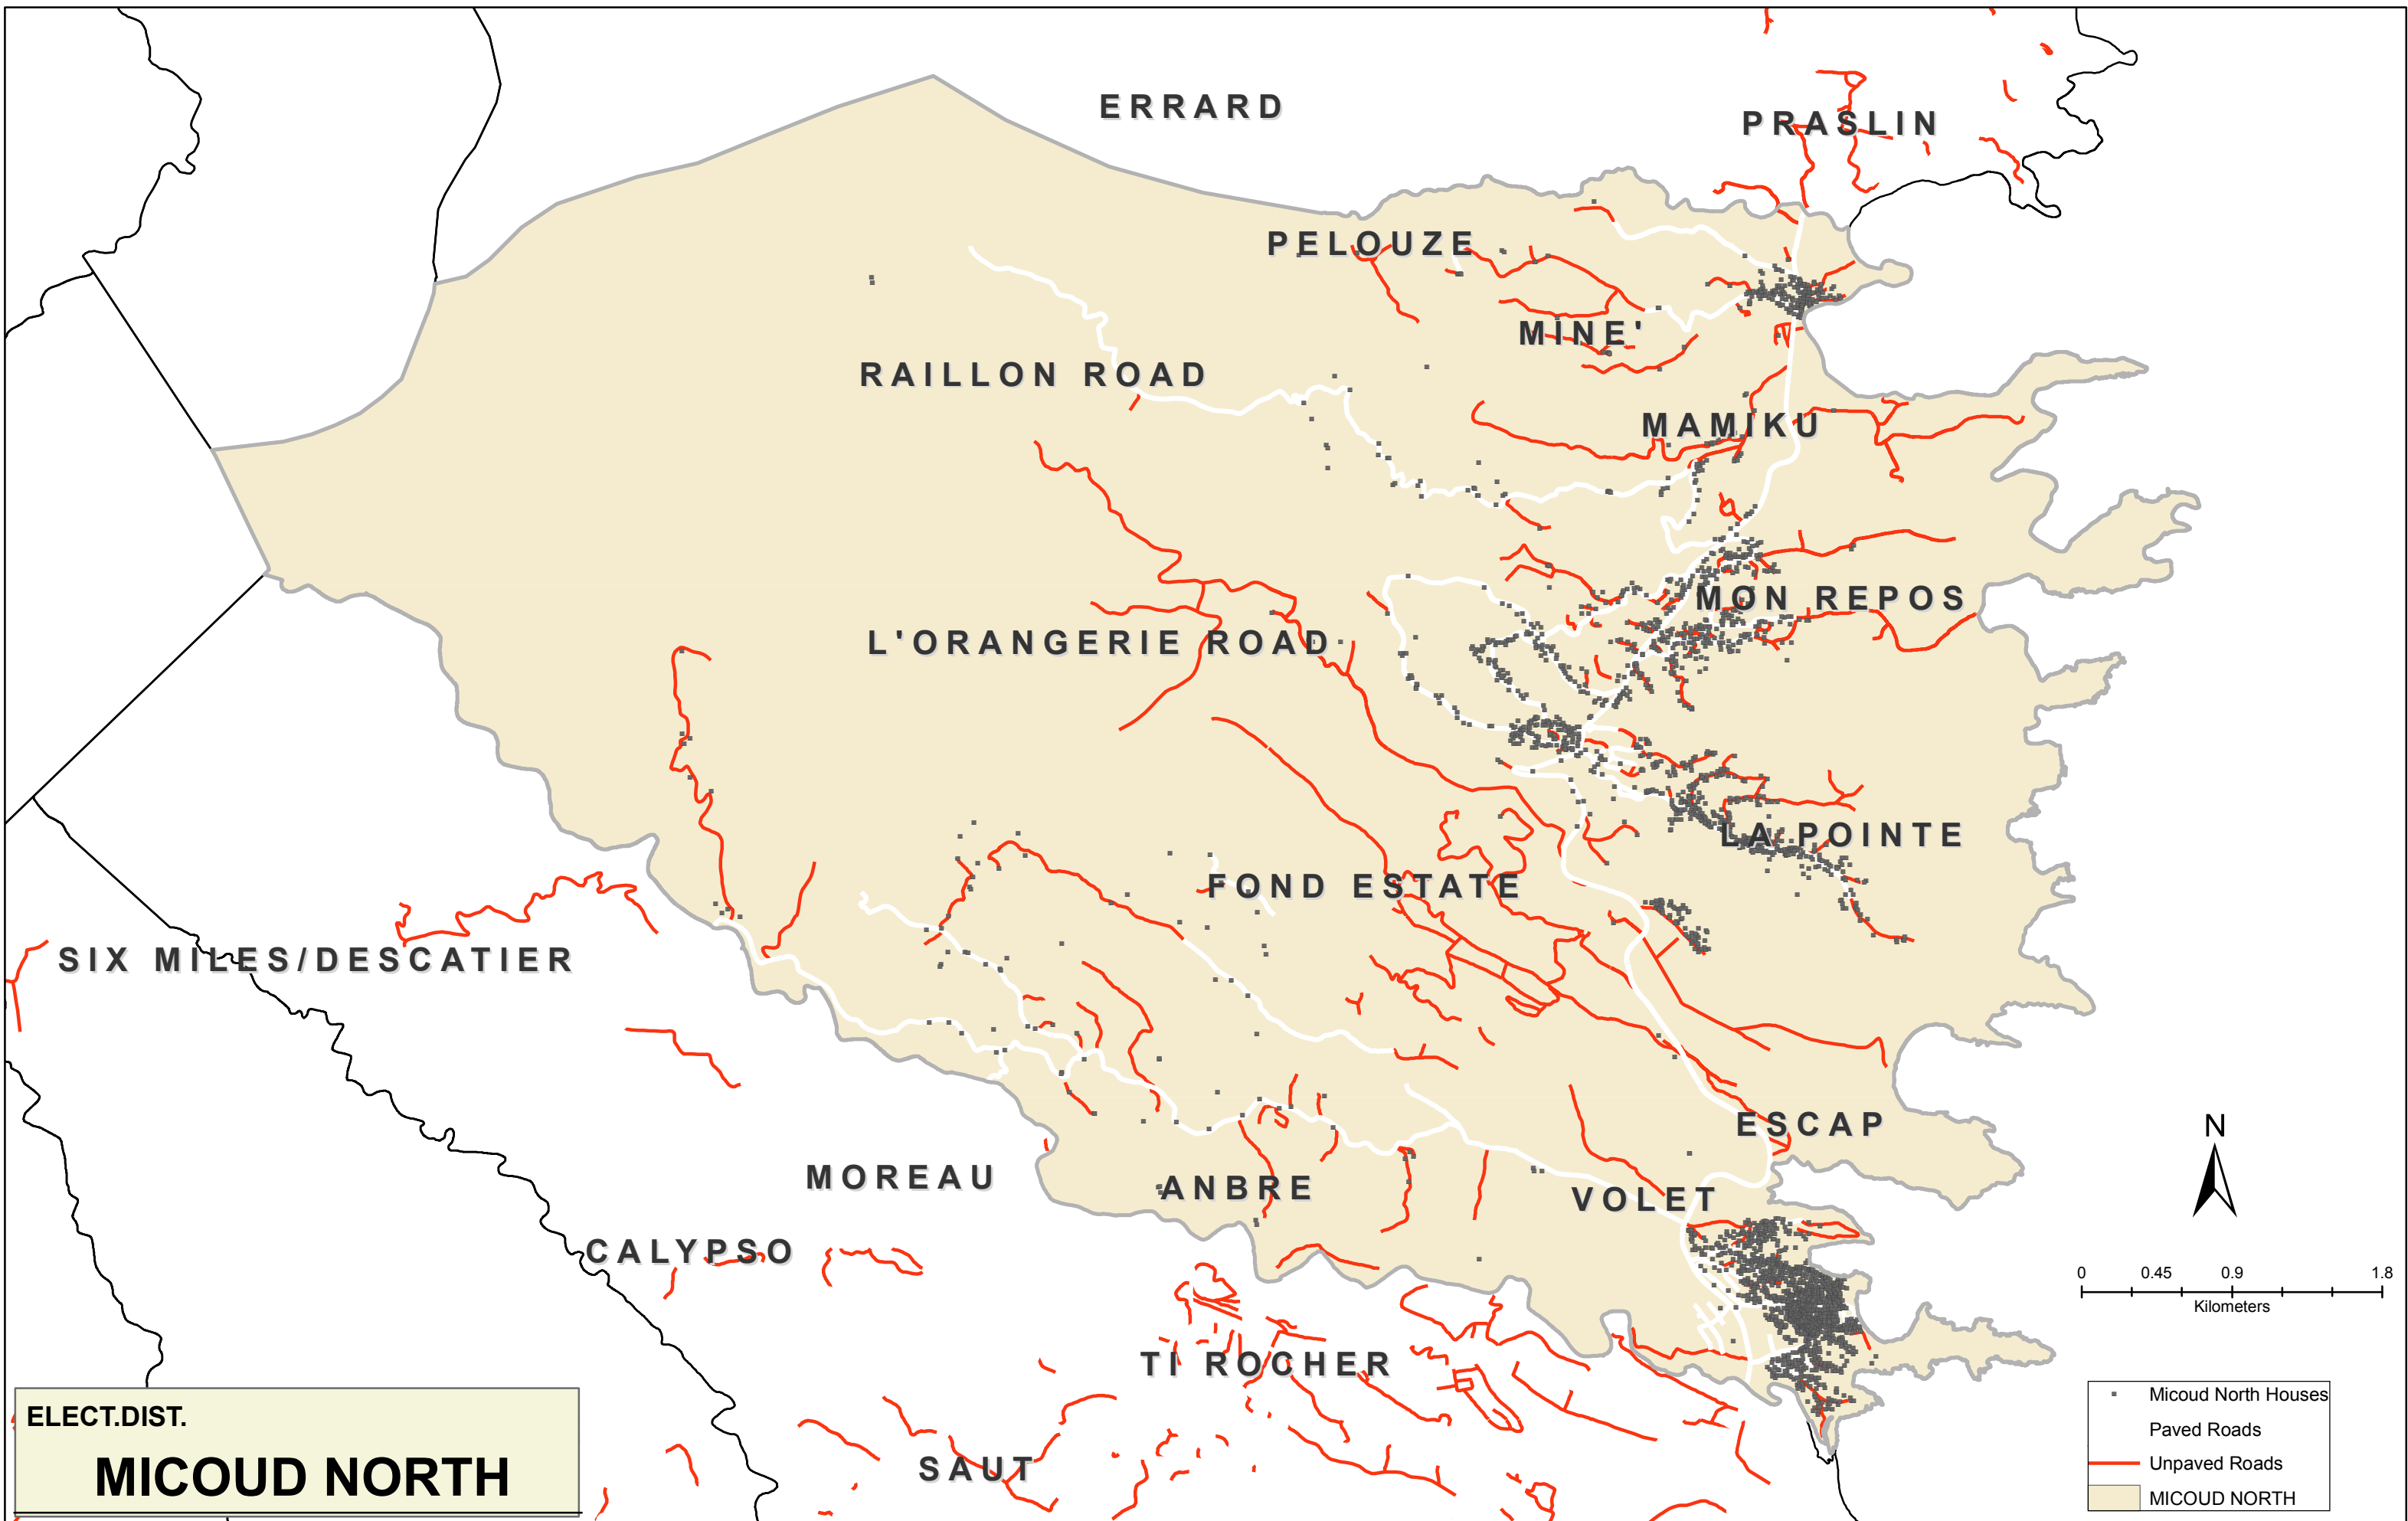 ERRARD
PRASLIN
PELOUZE
MINE'
RAILLON ROAD
MAMIKU
MON REPOS
L'ORANGERIE ROAD
LA POINTE
FOND ESTATE
SIX MILES/DESCATIER
ESCAP
MOREAU
ANBRE
VOLET
CALYPSO
TI ROCHER
SAUT
N
0 0.45 0.9 1.8
Kilometers
Micoud North Houses
Paved Roads
Unpaved Roads
MICOUD NORTH
ELECT.DIST.
MICOUD NORTH